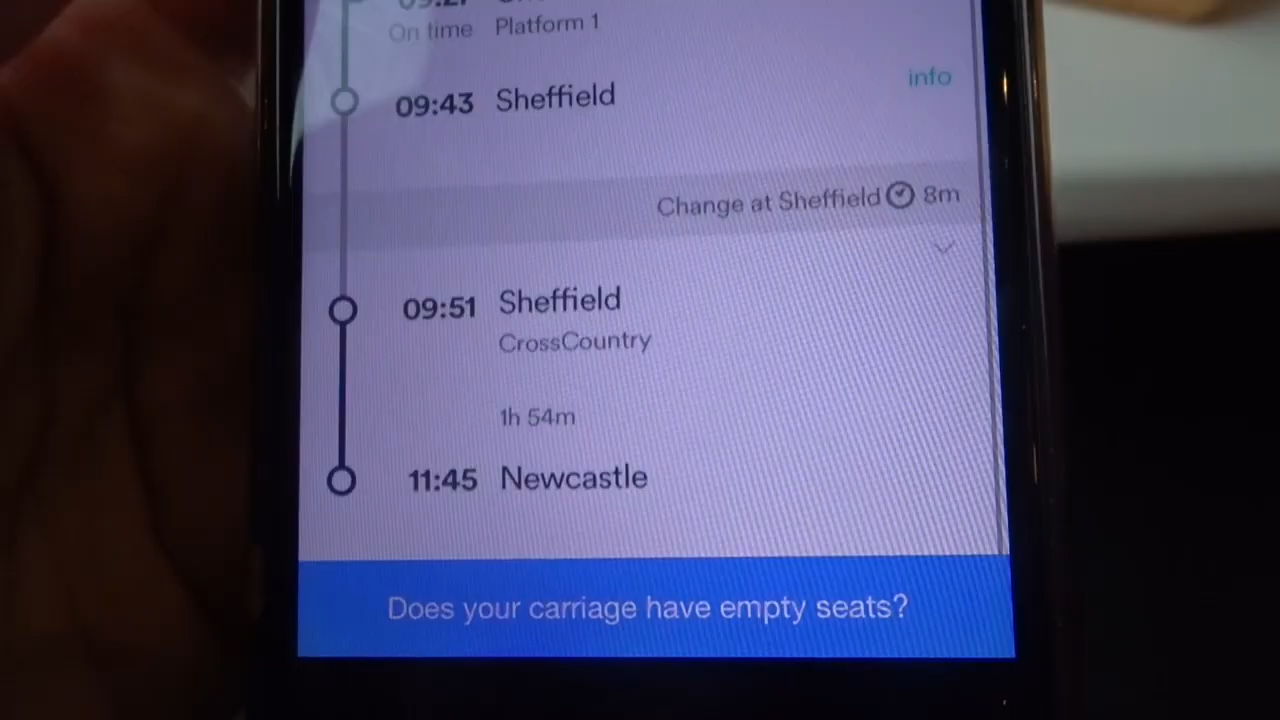 On time Platform 1
09:43 Sheffield
info
Change at Sheffield 8m
09:51 Sheffield
CrossCountry
1h 54m
11:45 Newcastle
Does your carriage have empty seats?